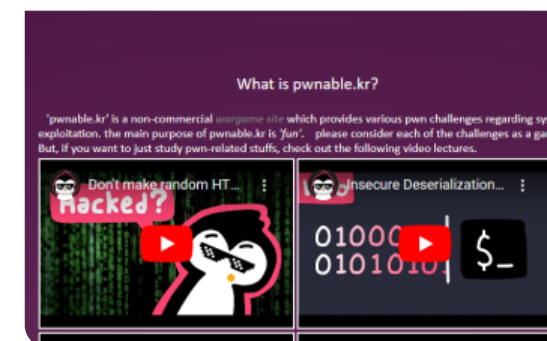 What is pwnable.kr?
'pwnable.kr' is a non-commercial wargame site which provides various pwn challenges regarding sy
exploitation. the main purpose of pwnable.kr is 'fun'. please consider each of the challenges as a ga
But, if you want to just study pwn-related stuffs, check out the following video lectures.
Don't make random HT...
Hacked?
Insecure Deserialization...
01000
0101010
$_